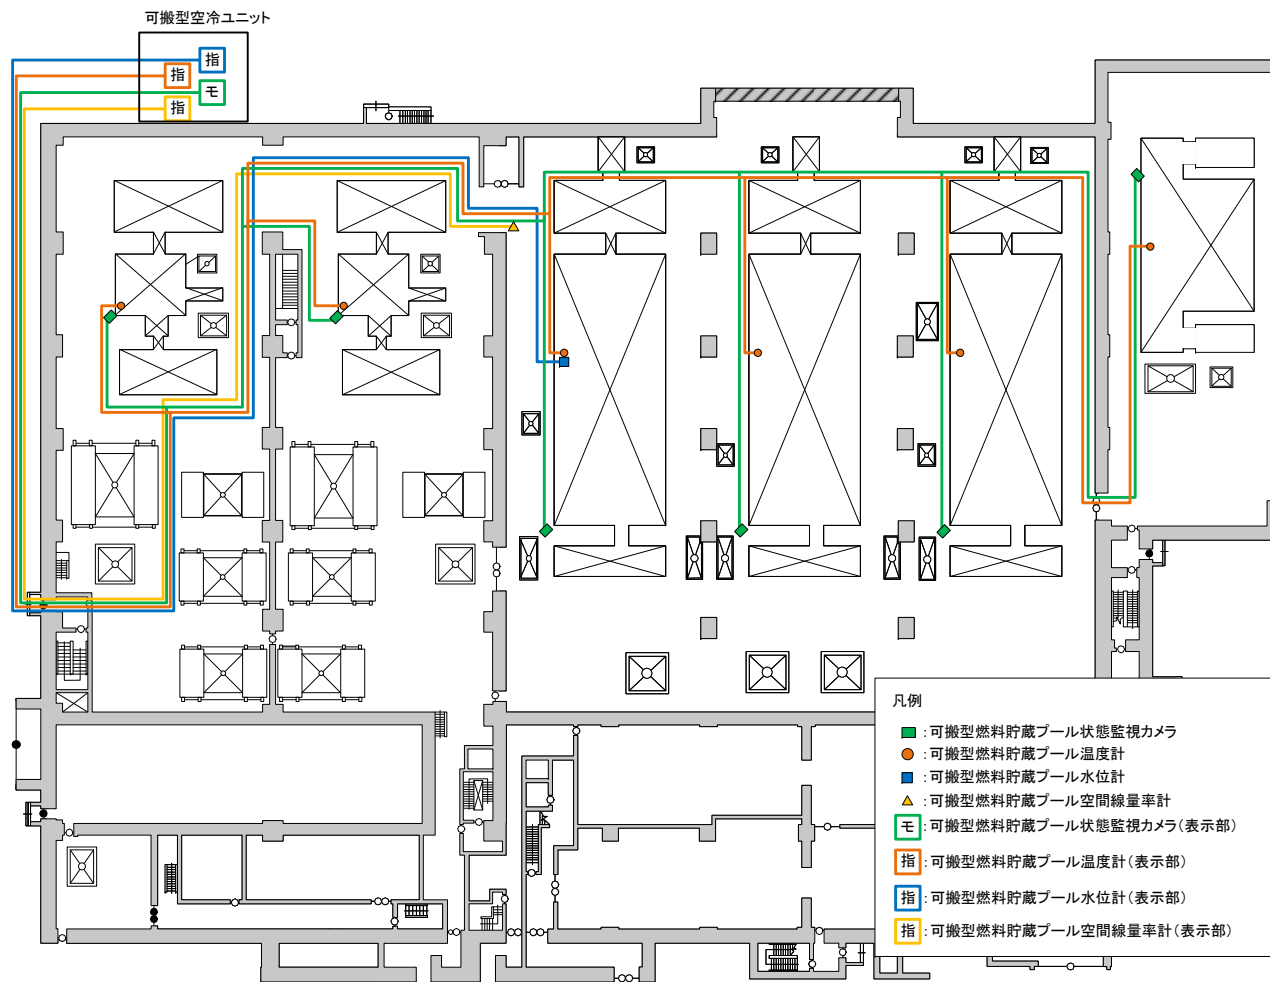 可搬型空冷ユニット
指
指
モ
指
凡例
：可搬型燃料貯蔵プール状態監視カメラ
：可搬型燃料貯蔵プール温度計
：可搬型燃料貯蔵プール水位計
：可搬型燃料貯蔵プール空間線量率計
モ：可搬型燃料貯蔵プール状態監視カメラ(表示部)
指：可搬型燃料貯蔵プール温度計(表示部)
指：可搬型燃料貯蔵プール水位計(表示部)
指：可搬型燃料貯蔵プール空間線量率計(表示部)